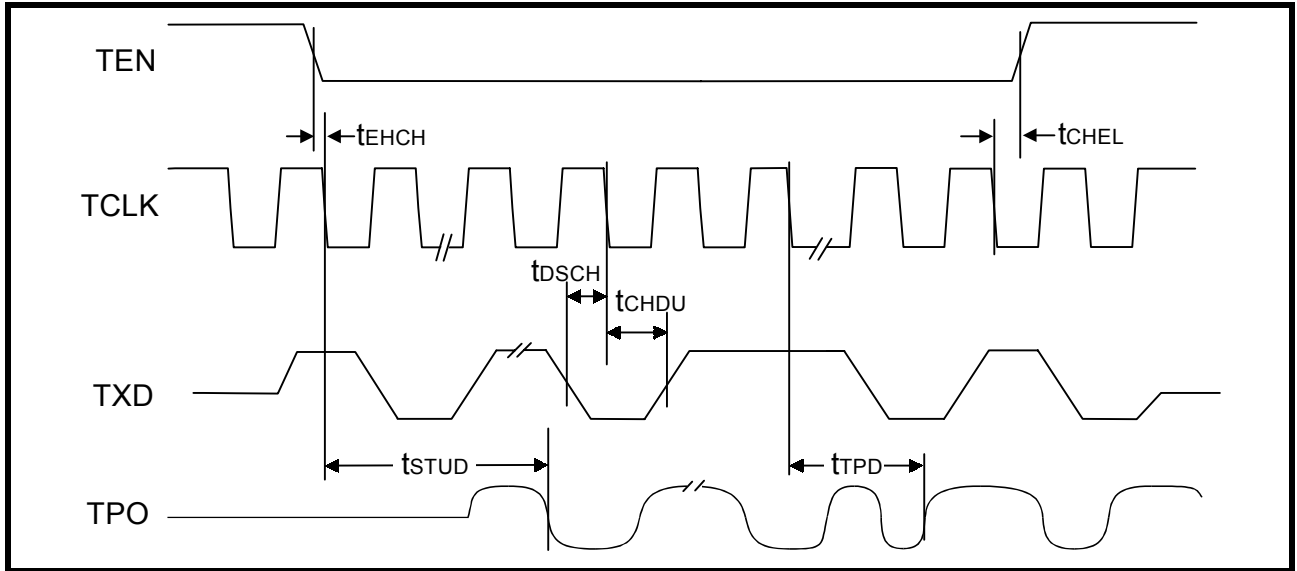 TEN
tEHCH
tCHEL
TCLK
tDSCH
tCHDU
TXD
tSTUD
tTPD
TPO